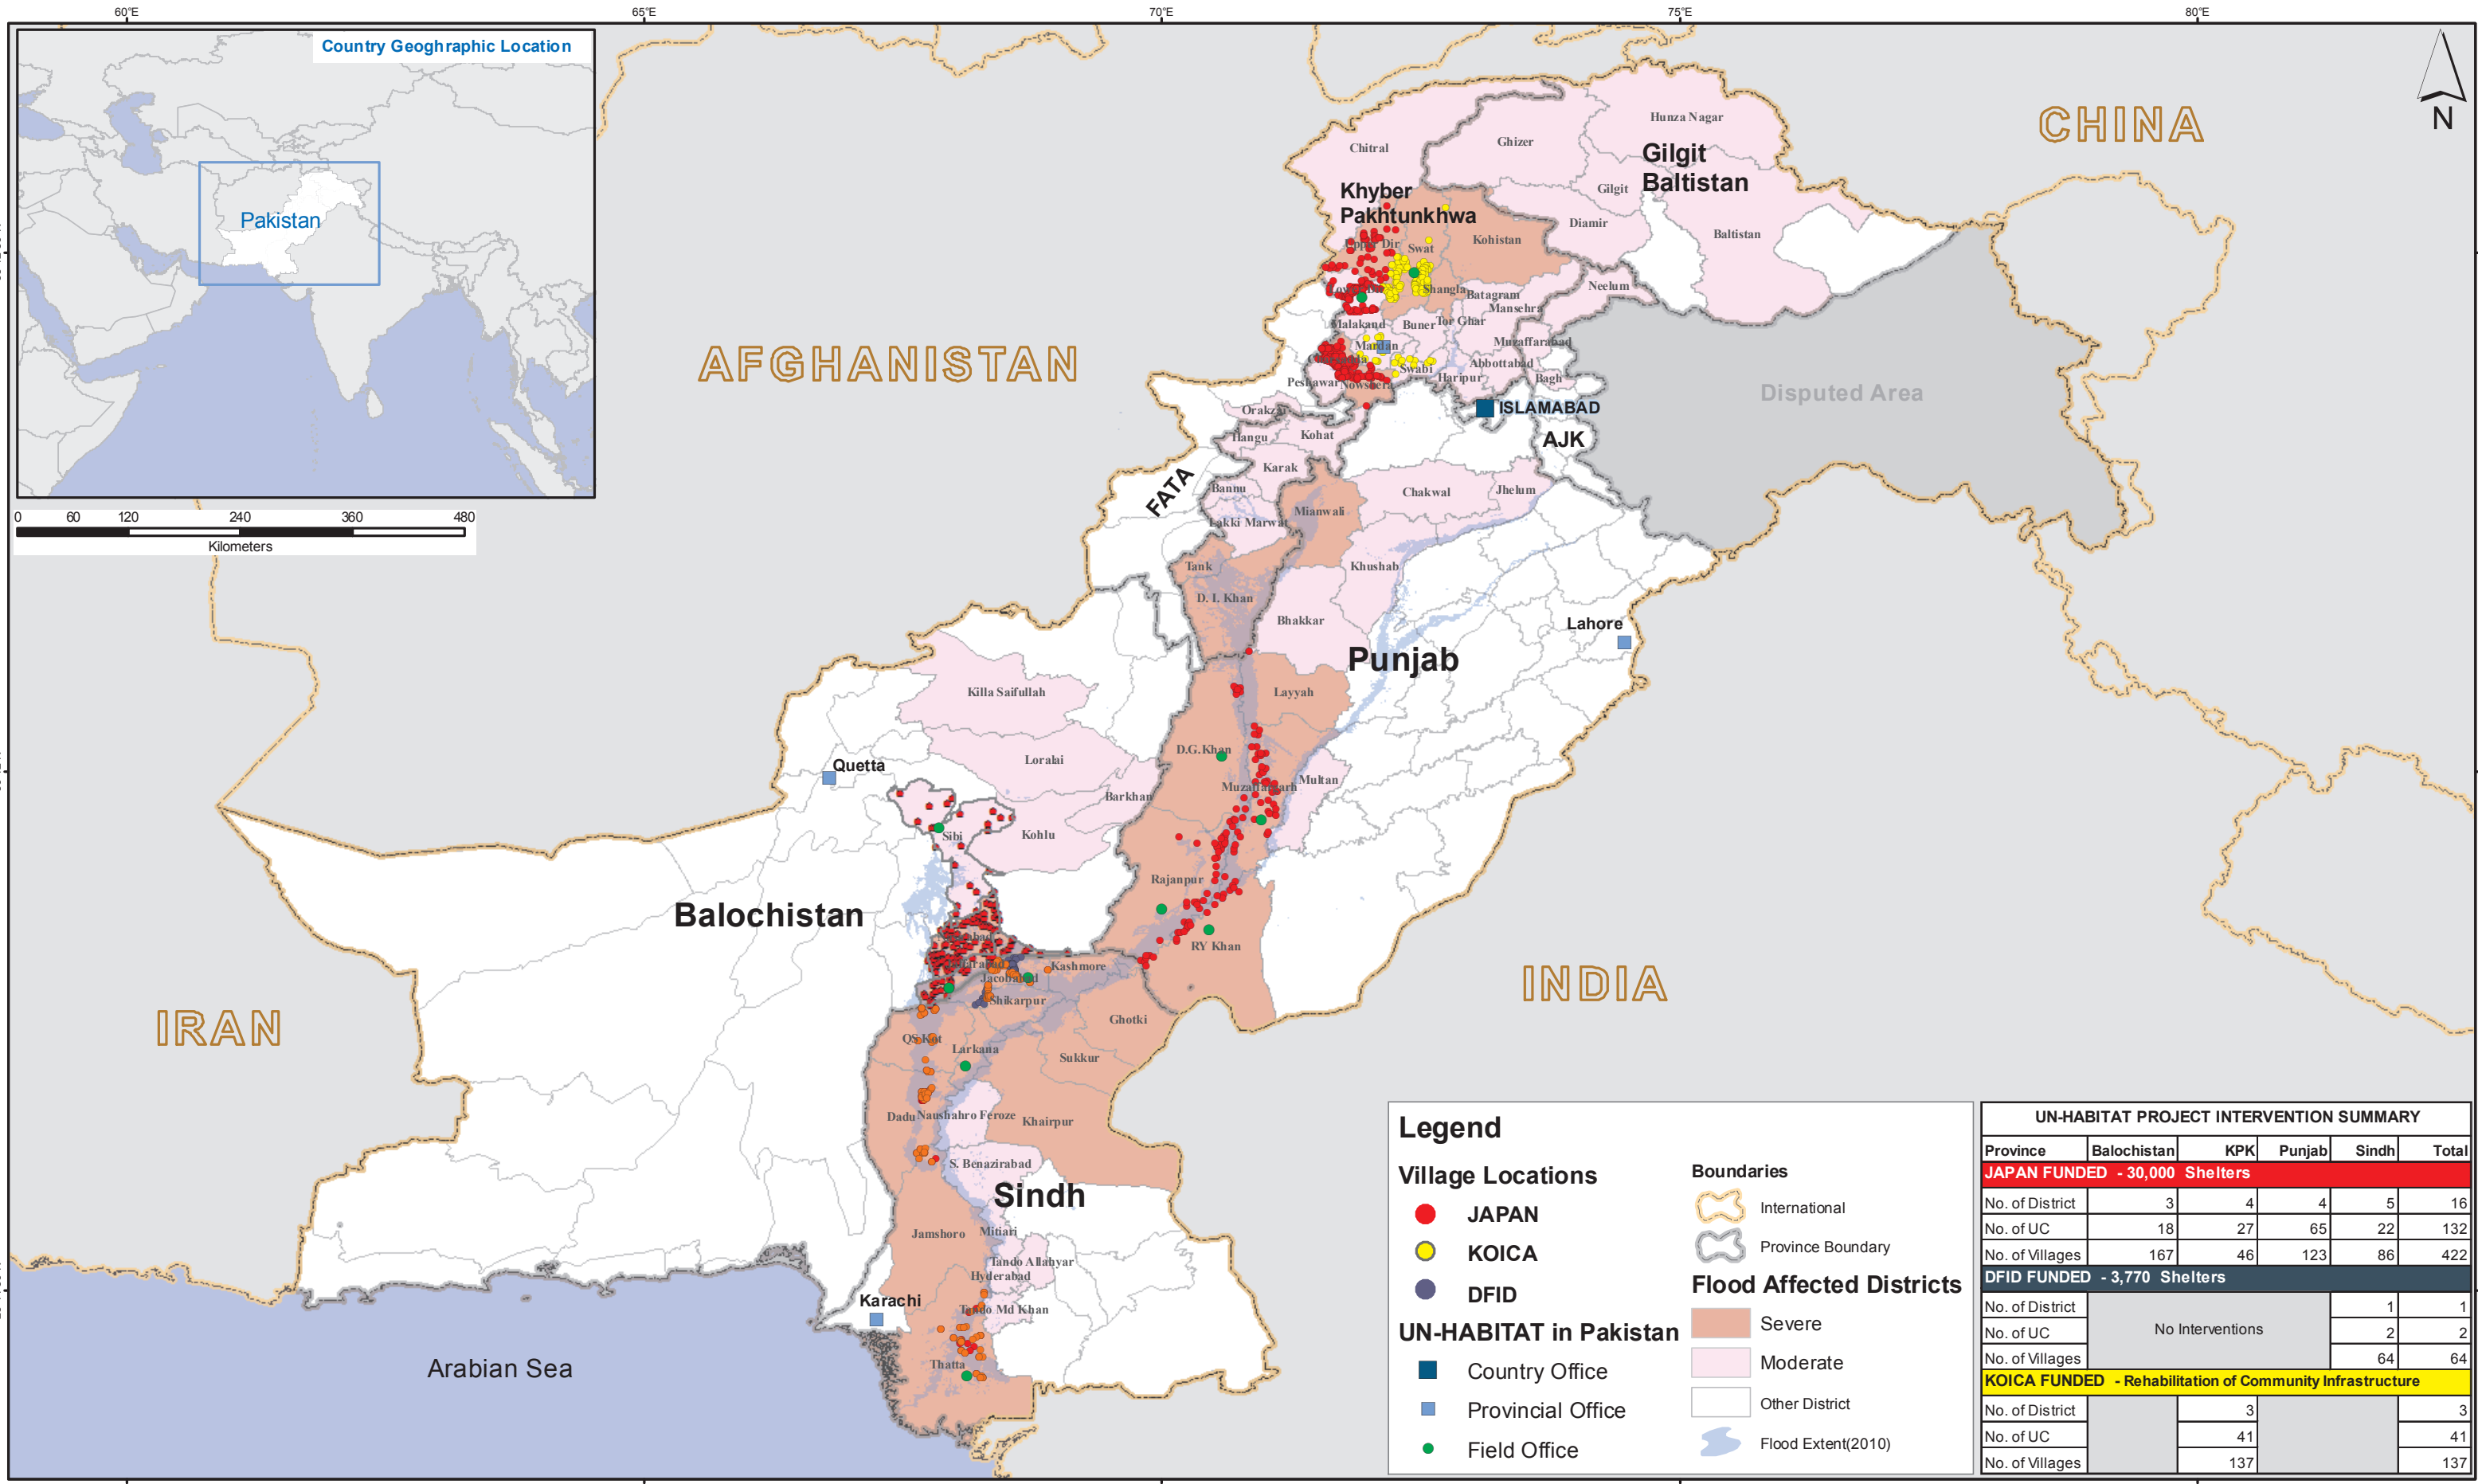 60°E
65°E
70°E
75°E
80°E
Country Geoghraphic Location
Pakistan
0 60 120 240 360 480
Kilometers
N
CHINA
AFGHANISTAN
IRAN
INDIA
Disputed Area
Arabian Sea
Gilgit
Baltistan
Khyber
Pakhtunkhwa
FATA
AJK
ISLAMABAD
Punjab
Balochistan
Sindh
Lahore
Quetta
Karachi
Hunza Nagar
Ghizer
Chitral
Gilgit
Diamir
Baltistan
Upper Dir
Swat
Kohistan
Neelum
Shangla
Batagram
Mansehra
Malakand
Buner
Tor Ghar
Mardan
Muzaffarabad
Swabi
Abbottabad
Haripur
Bagh
Peshawar
Nowshera
Hangu
Kohat
Karak
Bannu
Lakki Marwat
Mianwali
Chakwal
Jhelum
Tank
D. I. Khan
Khushab
Bhakkar
Layyah
Killa Saifullah
Loralai
Barkhan
Kohlu
Sibi
D.G.Khan
Multan
Rajanpur
RY Khan
Kashmore
Jacobabad
Shikarpur
Ghotki
QS Kot
Larkana
Sukkur
Dadu
Naushahro Feroze
Khairpur
S. Benazirabad
Jamshoro
Mitiari
Tando Allahyar
Hyderabad
Tando Md Khan
Thatta
Legend
Village Locations
JAPAN
KOICA
DFID
UN-HABITAT in Pakistan
Country Office
Provincial Office
Field Office
Boundaries
International
Province Boundary
Flood Affected Districts
Severe
Moderate
Other District
Flood Extent(2010)
UN-HABITAT PROJECT INTERVENTION SUMMARY
Province Balochistan KPK Punjab Sindh Total
JAPAN FUNDED - 30,000 Shelters
No. of District 3 4 4 5 16
No. of UC 18 27 65 22 132
No. of Villages 167 46 123 86 422
DFID FUNDED - 3,770 Shelters
No. of District 1 1
No. of UC No Interventions 2 2
No. of Villages 64 64
KOICA FUNDED - Rehabilitation of Community Infrastructure
No. of District 3 3
No. of UC 41 41
No. of Villages 137 137